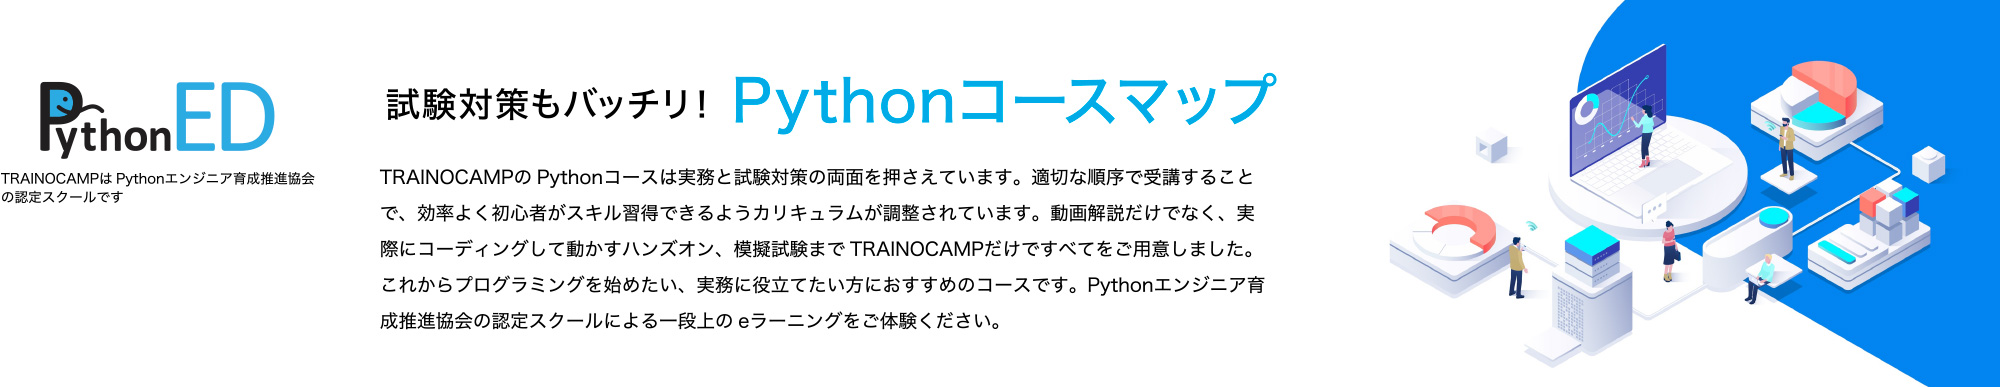 PythonED
TRAINOCAMPは Pythonエンジニア育成推進協会
の認定スクールです
試験対策もバッチリ！ Pythonコースマップ
TRAINOCAMPの Pythonコースは実務と試験対策の両面を押さえています。適切な順序で受講すること
で、効率よく初心者がスキル習得できるようカリキュラムが調整されています。動画解説だけでなく、実
際にコーディングして動かすハンズオン、模擬試験まで TRAINOCAMPだけですべてをご用意しました。
これからプログラミングを始めたい、実務に役立てたい方におすすめのコースです。Pythonエンジニア育
成推進協会の認定スクールによる一段上の eラーニングをご体験ください。